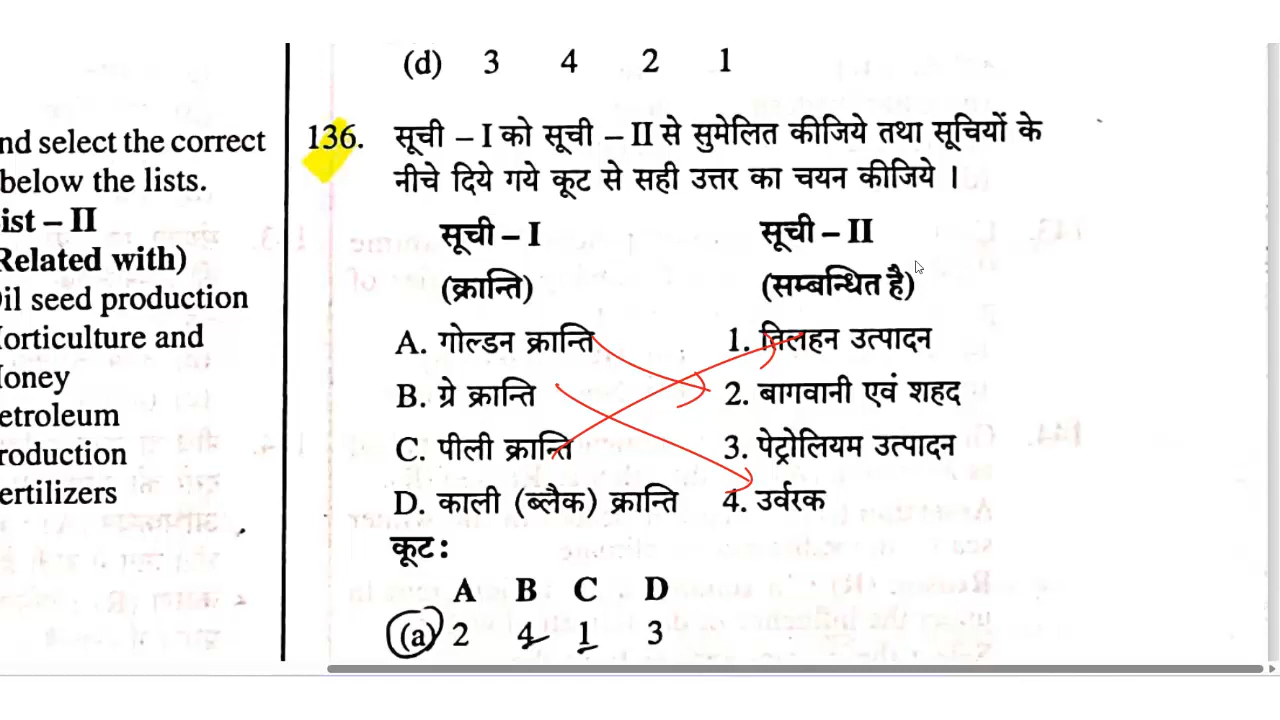 (d) 3 4 2 1
nd select the correct
below the lists.
ist – II
Related with)
il seed production
orticulture and
oney
etroleum
roduction
ertilizers
136. सूची – I को सूची – II से सुमेलित कीजिये तथा सूचियों के
नीचे दिये गये कूट से सही उत्तर का चयन कीजिये ।
सूची – I सूची – II
(क्रान्ति) (सम्बन्धित है)
A. गोल्डन क्रान्ति 1. तिलहन उत्पादन
B. ग्रे क्रान्ति 2. बागवानी एवं शहद
C. पीली क्रान्ति 3. पेट्रोलियम उत्पादन
D. काली (ब्लैक) क्रान्ति 4. उर्वरक
कूट :
A B C D
(a) 2 4 1 3